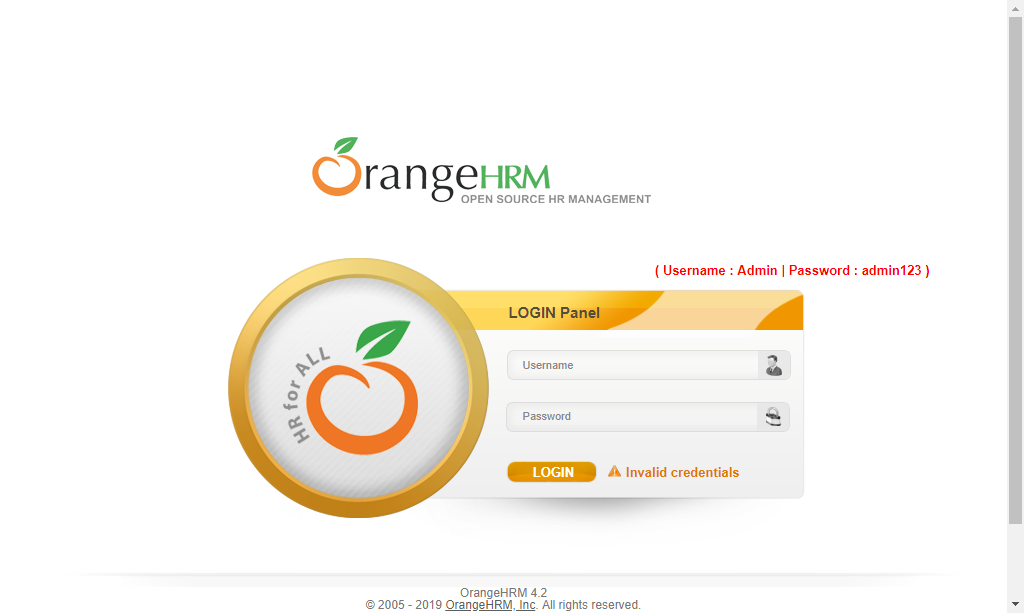 OrangeHRM
OPEN SOURCE HR MANAGEMENT
( Username : Admin | Password : admin123 )
LOGIN Panel
HR for ALL
Username
Password
LOGIN
Invalid credentials
OrangeHRM 4.2
© 2005 - 2019 OrangeHRM, Inc. All rights reserved.